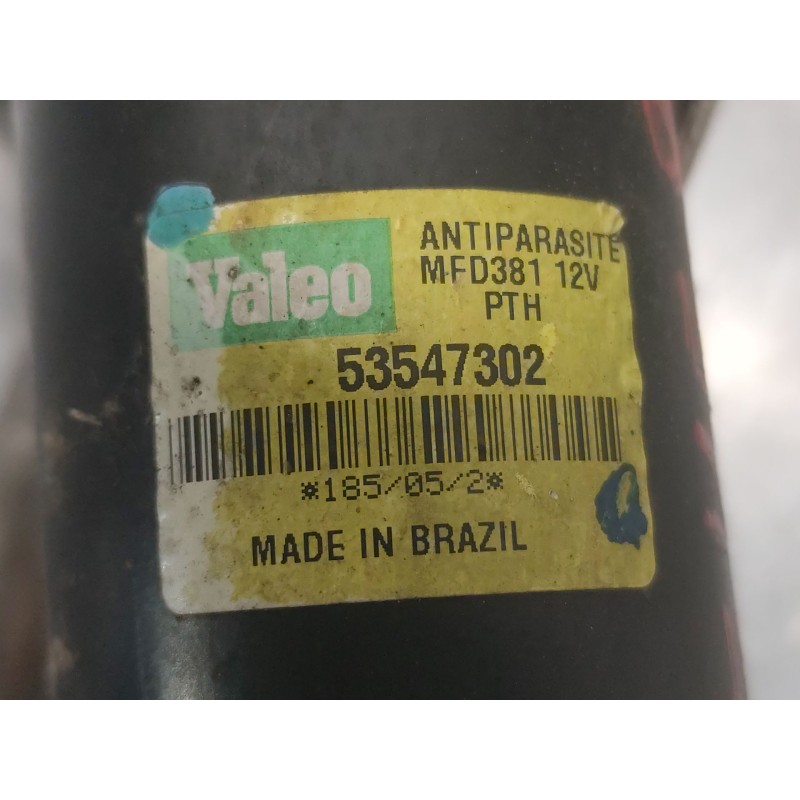 Valeo
ANTIPARASITE
MFD381 12V
PTH
53547302
*185/05/2*
MADE IN BRAZIL